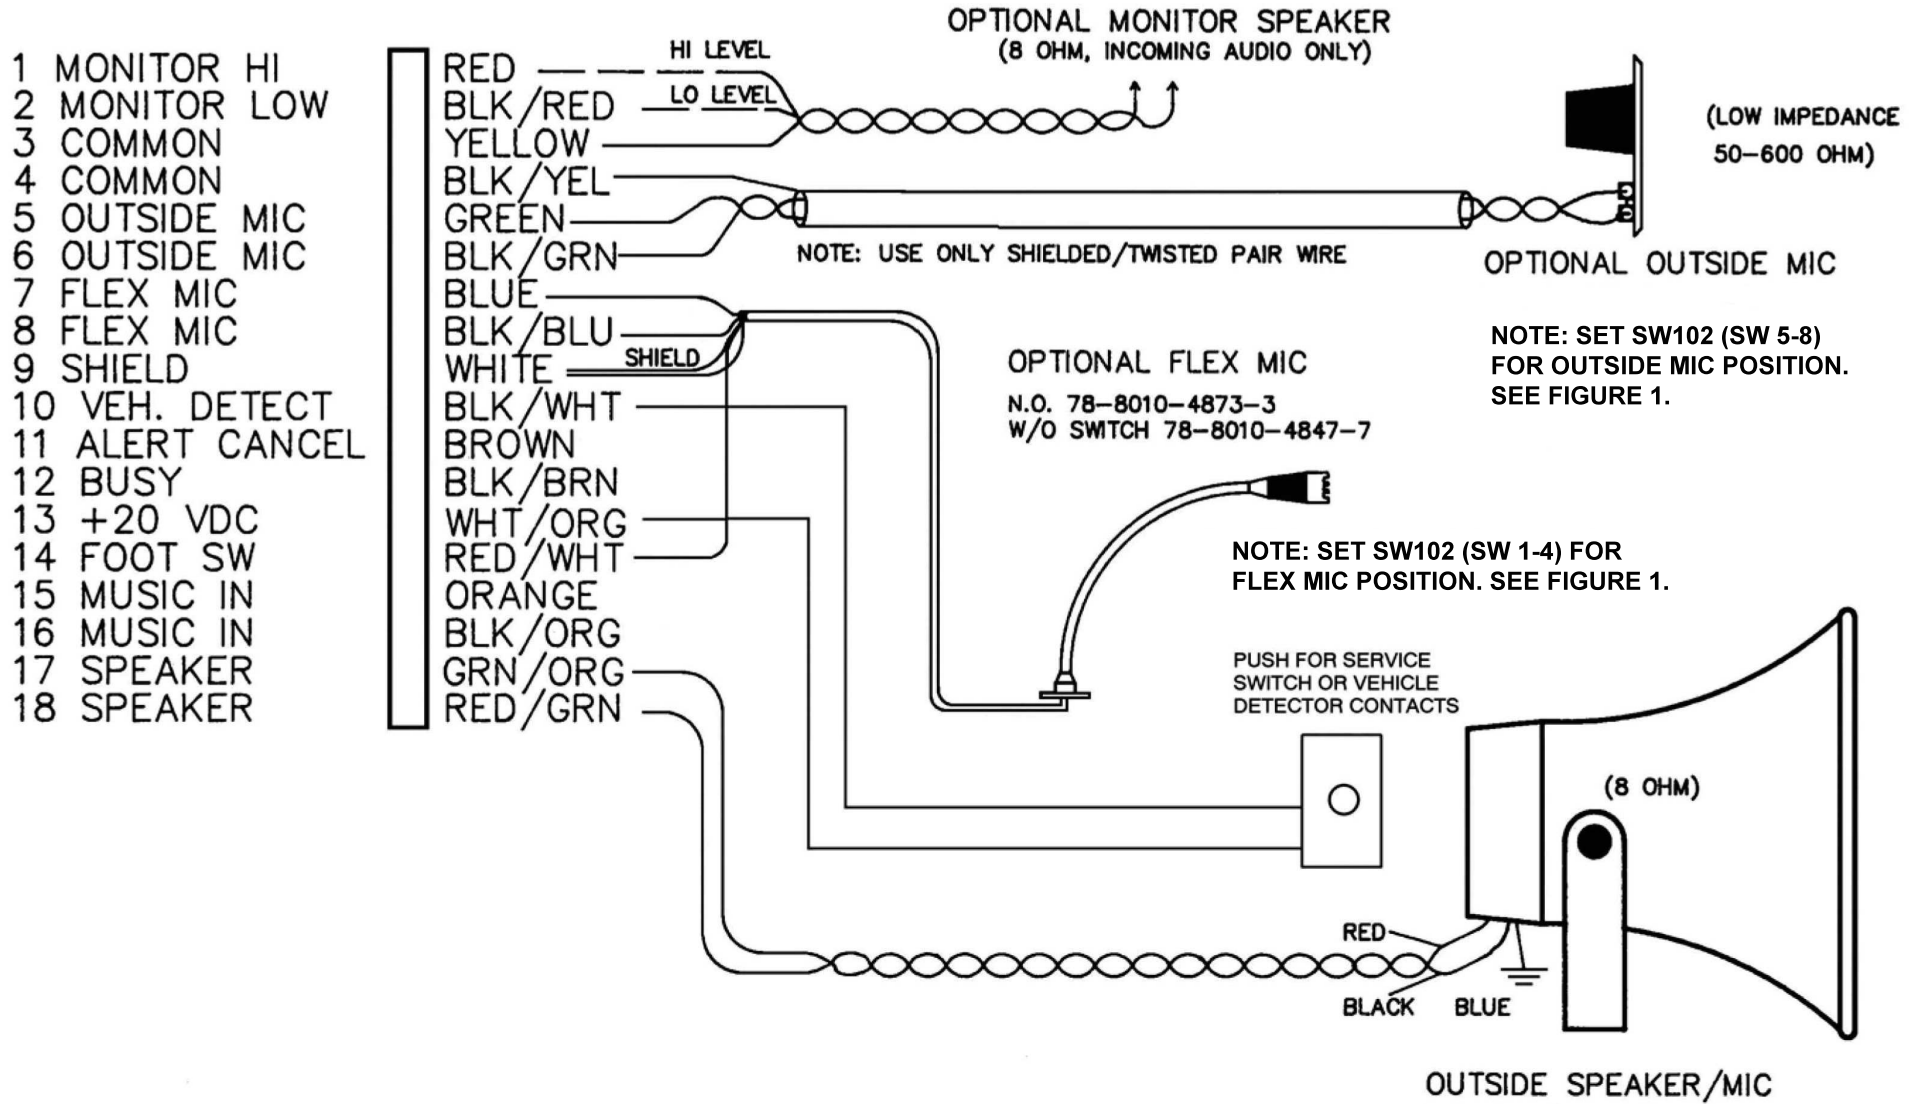 OPTIONAL MONITOR SPEAKER
(8 OHM, INCOMING AUDIO ONLY)
HI LEVEL
LO LEVEL
1 MONITOR HI RED
2 MONITOR LOW BLK/RED
3 COMMON YELLOW
4 COMMON BLK/YEL
5 OUTSIDE MIC GREEN
6 OUTSIDE MIC BLK/GRN
7 FLEX MIC BLUE
8 FLEX MIC BLK/BLU
9 SHIELD WHITE
10 VEH. DETECT BLK/WHT
11 ALERT CANCEL BROWN
12 BUSY BLK/BRN
13 +20 VDC WHT/ORG
14 FOOT SW RED/WHT
15 MUSIC IN ORANGE
16 MUSIC IN BLK/ORG
17 SPEAKER GRN/ORG
18 SPEAKER RED/GRN
SHIELD
(LOW IMPEDANCE
50-600 OHM)
NOTE: USE ONLY SHIELDED/TWISTED PAIR WIRE
OPTIONAL OUTSIDE MIC
NOTE: SET SW102 (SW 5-8)
FOR OUTSIDE MIC POSITION.
SEE FIGURE 1.
OPTIONAL FLEX MIC
N.O. 78-8010-4873-3
W/O SWITCH 78-8010-4847-7
NOTE: SET SW102 (SW 1-4) FOR
FLEX MIC POSITION. SEE FIGURE 1.
PUSH FOR SERVICE
SWITCH OR VEHICLE
DETECTOR CONTACTS
(8 OHM)
RED
BLACK
BLUE
OUTSIDE SPEAKER/MIC